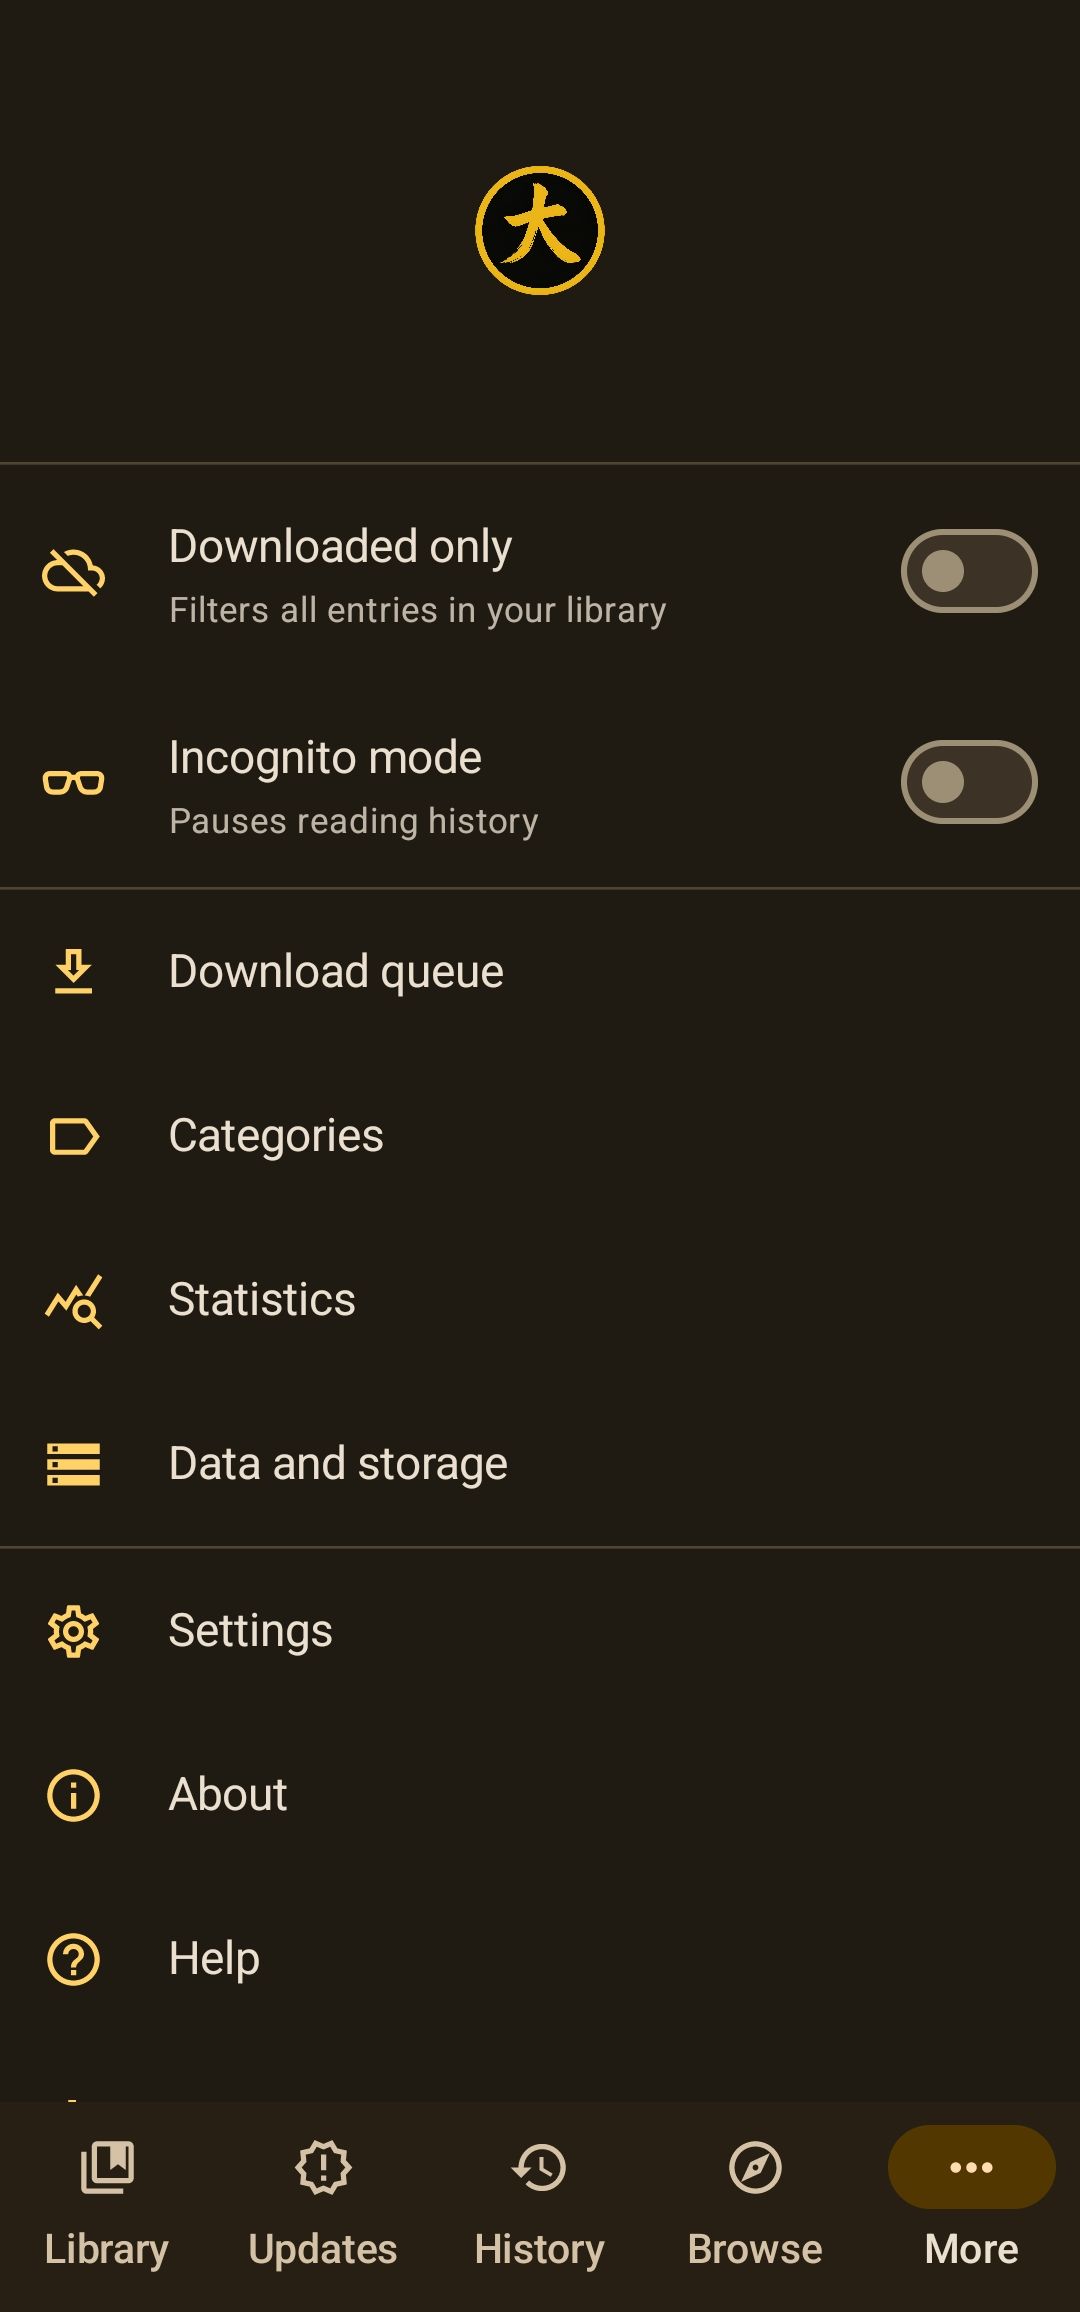 大
Downloaded only
Filters all entries in your library
Incognito mode
Pauses reading history
Download queue
Categories
Statistics
Data and storage
Settings
About
Help
Library
Updates
History
Browse
More